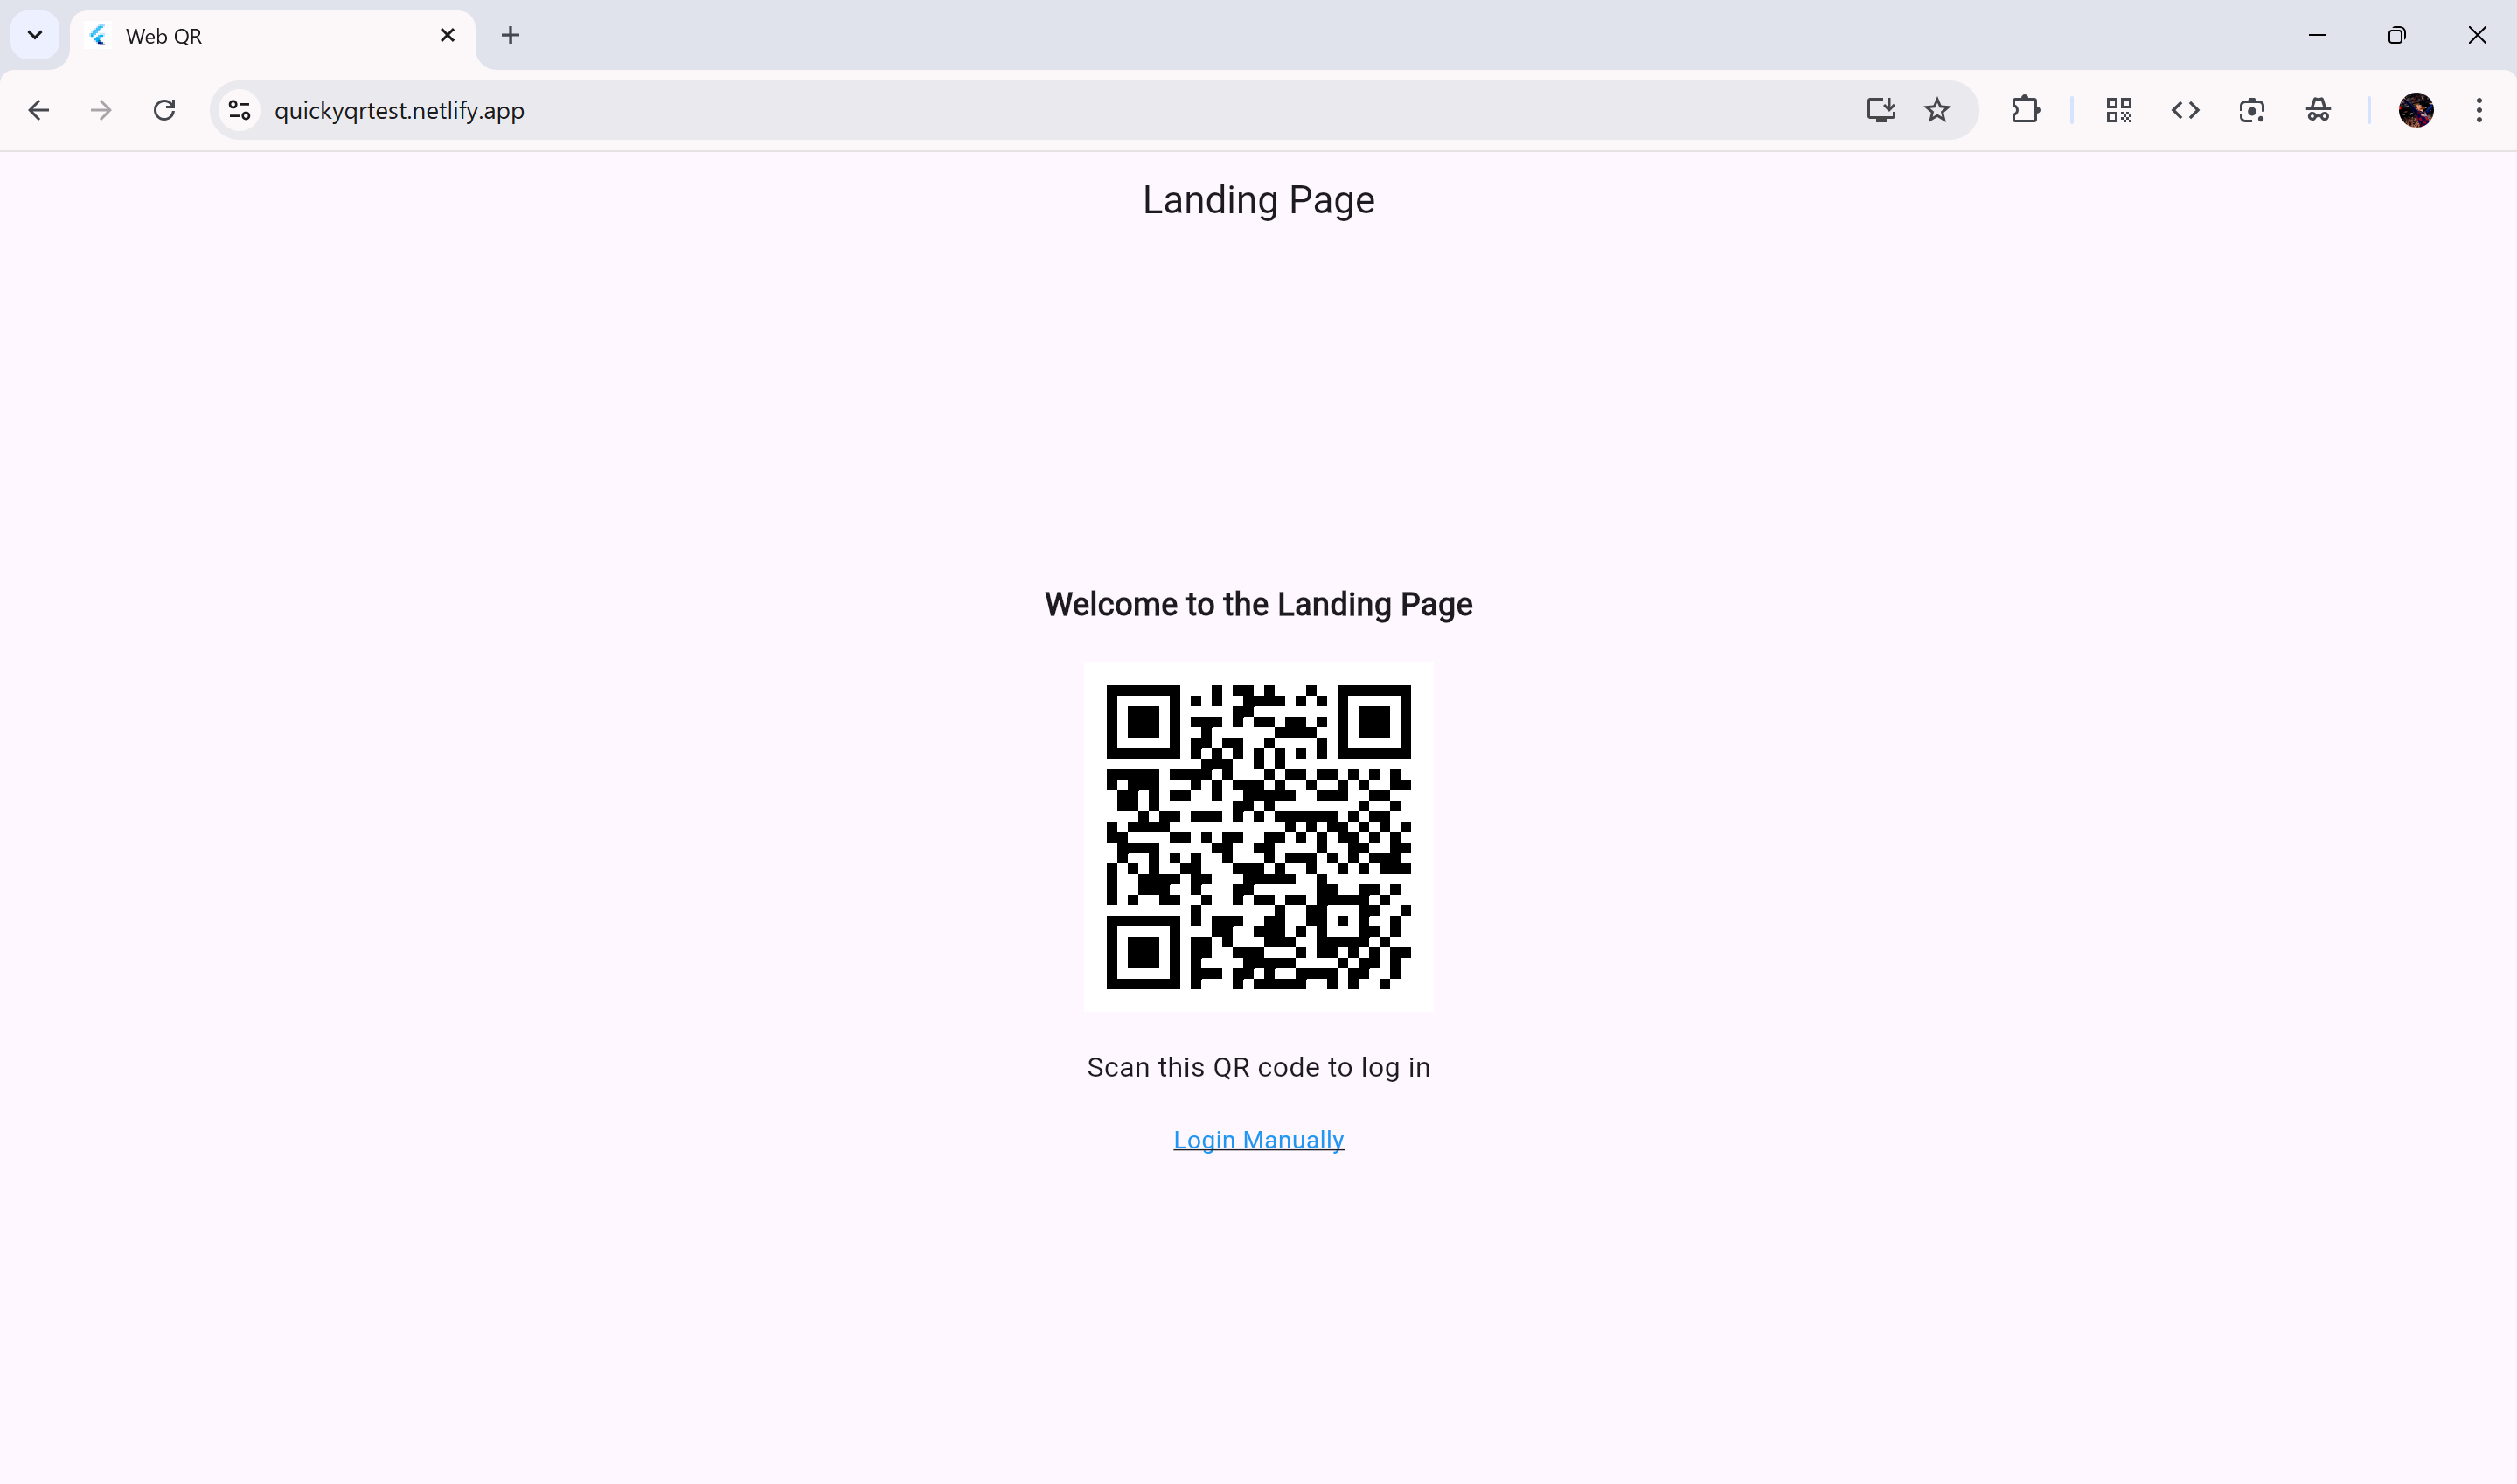 Web QR
quickyqrtest.netlify.app
Landing Page
Welcome to the Landing Page
Scan this QR code to log in
Login Manually